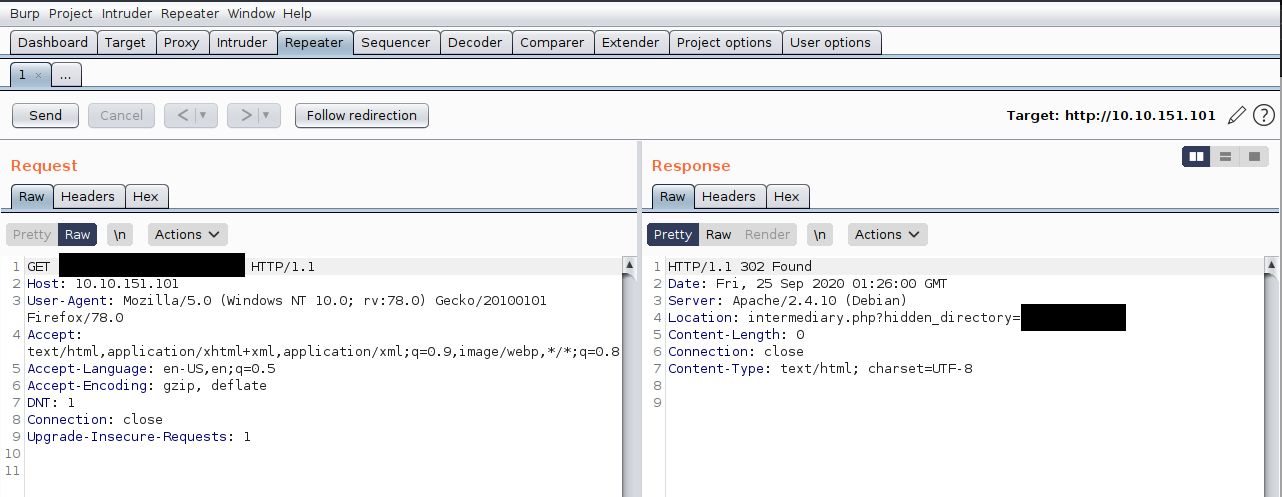 Burp Project Intruder Repeater Window Help
Dashboard Target Proxy Intruder Repeater Sequencer Decoder Comparer Extender Project options User options
1 × ...
Send Cancel < > Follow redirection Target: http://10.10.151.101 ?
Request
Raw Headers Hex
Pretty Raw \n Actions
1 GET HTTP/1.1
2 Host: 10.10.151.101
3 User-Agent: Mozilla/5.0 (Windows NT 10.0; rv:78.0) Gecko/20100101
Firefox/78.0
4 Accept:
text/html,application/xhtml+xml,application/xml;q=0.9,image/webp,*/*;q=0.8
5 Accept-Language: en-US,en;q=0.5
6 Accept-Encoding: gzip, deflate
7 DNT: 1
8 Connection: close
9 Upgrade-Insecure-Requests: 1
10
11
Response
Raw Headers Hex
Pretty Raw Render \n Actions
1 HTTP/1.1 302 Found
2 Date: Fri, 25 Sep 2020 01:26:00 GMT
3 Server: Apache/2.4.10 (Debian)
4 Location: intermediary.php?hidden_directory=
5 Content-Length: 0
6 Connection: close
7 Content-Type: text/html; charset=UTF-8
8
9